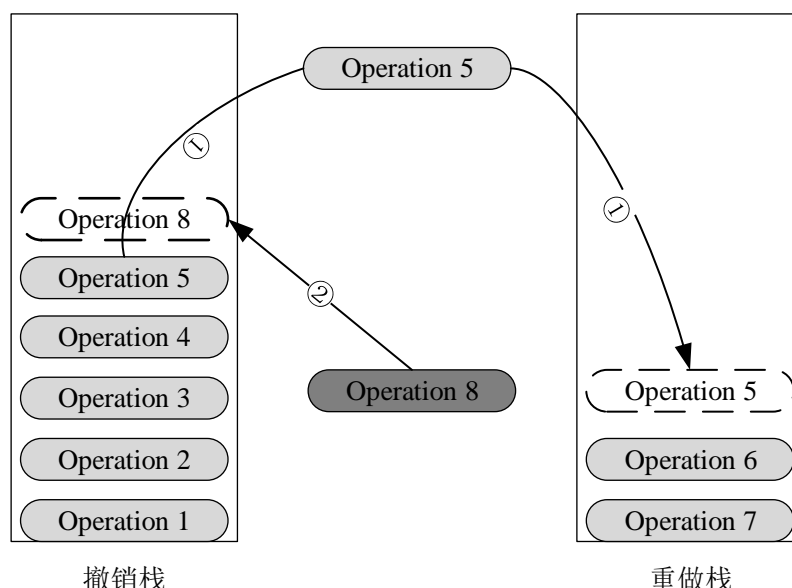 Operation 5
①
①
Operation 8
Operation 5
②
Operation 4
Operation 8
Operation 5
Operation 3
Operation 2
Operation 6
Operation 1
Operation 7
撤销栈
重做栈